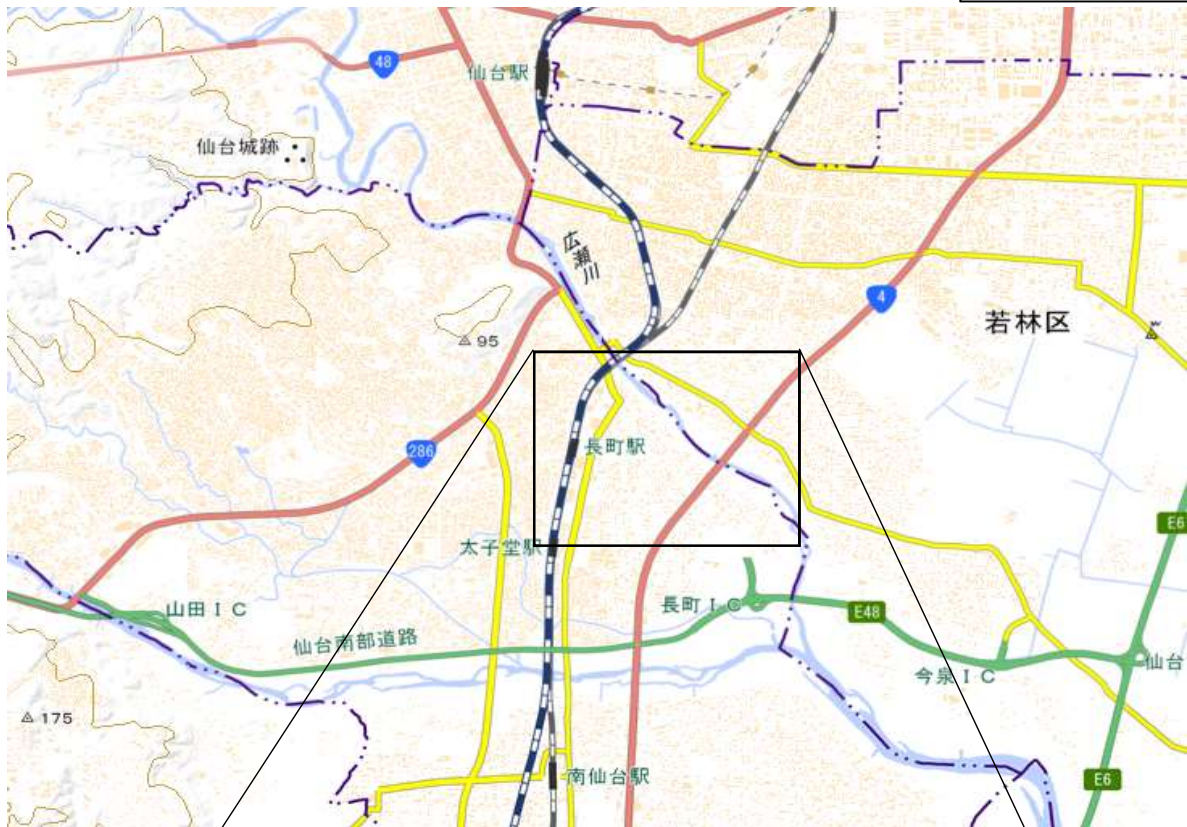 48
仙台駅
仙台城跡
広瀬川
4
若林区
95
長町駅
286
太子堂駅
E6
山田IC
長町IC
E48
仙台南部道路
今泉IC
仙台
175
南仙台駅
E6